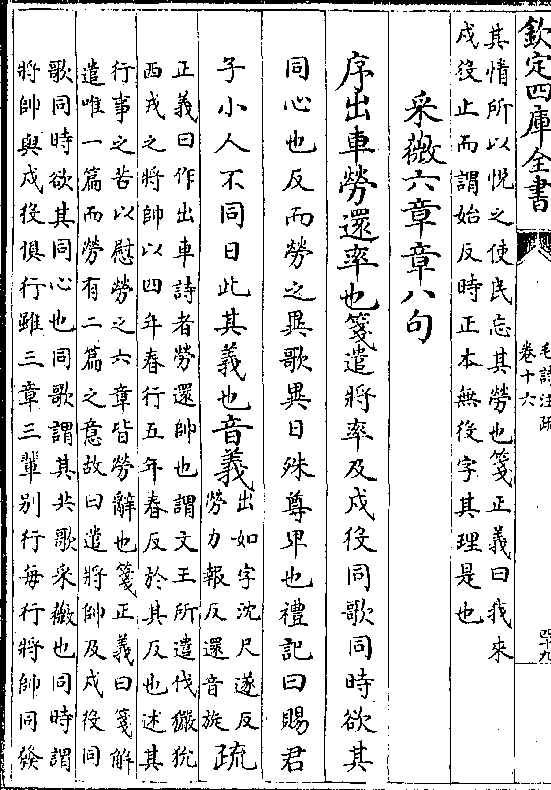 欽定四庫全書
毛詩注疏
卷十六
四十九
其情所以恱之使民忘其勞也箋正義曰我來
戍役止而謂始反時正本無役字其理是也
采薇六章章八句
序出車勞還率也箋遣將率及戍役同歌同時欲其
同心也反而勞之異歌異日殊尊卑也禮記曰賜君
子小人不同日此其義也音義
出如字沈尺遂反
勞力報反還音旋
疏
正義曰作出車詩者勞還帥也謂文王所遣伐玁狁
西戎之將帥以四年春行五年春反於其反也述其
行事之苦以慰勞之六章皆勞辭也箋正義曰箋解
遣唯一篇而勞有二篇之意故曰遣將帥及戍役同
歌同時欲其同心也同歌謂其共歌采薇也同時謂
將帥與戍役俱行雖三章三軰别行每行將帥同發